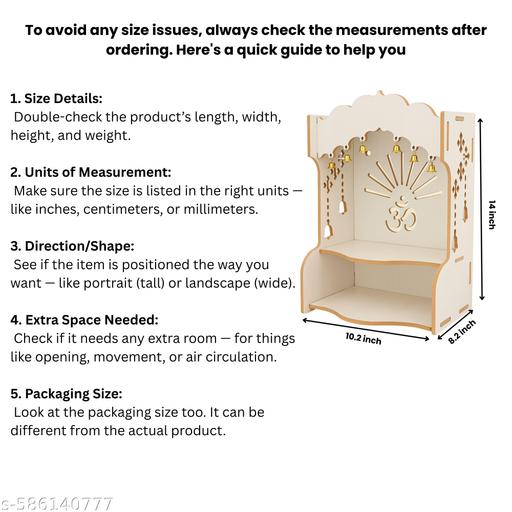 To avoid any size issues, always check the measurements after
ordering. Here's a quick guide to help you
1. Size Details:
Double-check the product's length, width,
height, and weight.
2. Units of Measurement:
Make sure the size is listed in the right units —
like inches, centimeters, or millimeters.
3. Direction/Shape:
See if the item is positioned the way you
want — like portrait (tall) or landscape (wide).
4. Extra Space Needed:
Check if it needs any extra room — for things
like opening, movement, or air circulation.
5. Packaging Size:
Look at the packaging size too. It can be
different from the actual product.
ॐ
14 inch
10.2 inch
8.2 inch
s-586140777